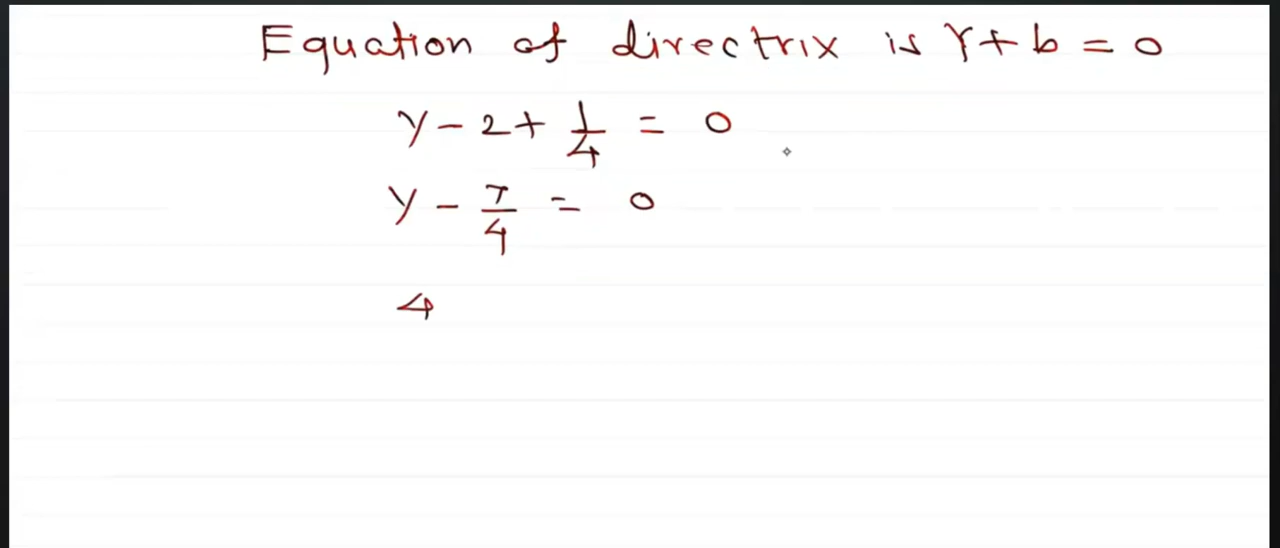 Equation of directrix is Y + b = 0
y - 2 + 1/4 = 0
y - 7/4 = 0
4